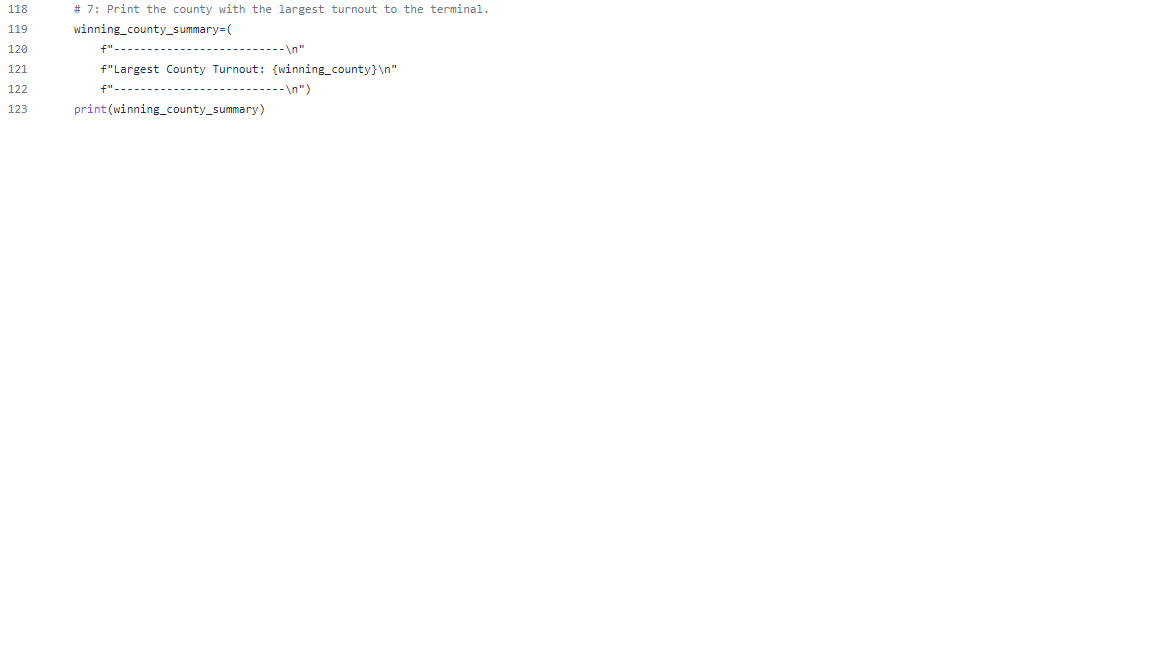 118 # 7: Print the county with the largest turnout to the terminal.
119 winning_county_summary=(
120 f"--------------------------\n"
121 f"Largest County Turnout: {winning_county}\n"
122 f"--------------------------\n")
123 print(winning_county_summary)